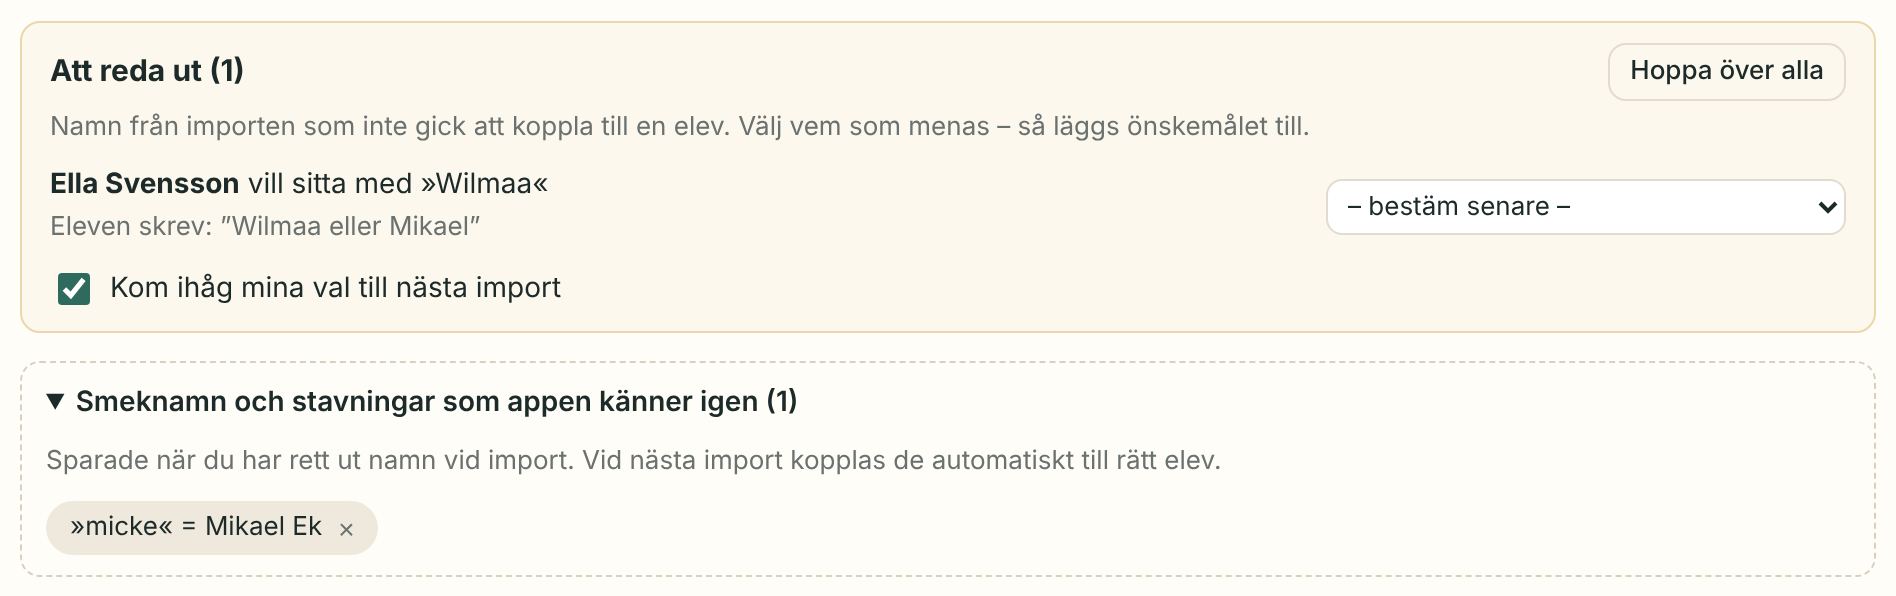 Att reda ut (1)
Hoppa över alla
Namn från importen som inte gick att koppla till en elev. Välj vem som menas – så läggs önskemålet till.
Ella Svensson vill sitta med »Wilmaa«
Eleven skrev: ”Wilmaa eller Mikael”
– bestäm senare –
Kom ihåg mina val till nästa import
▼ Smeknamn och stavningar som appen känner igen (1)
Sparade när du har rett ut namn vid import. Vid nästa import kopplas de automatiskt till rätt elev.
»micke« = Mikael Ek ×